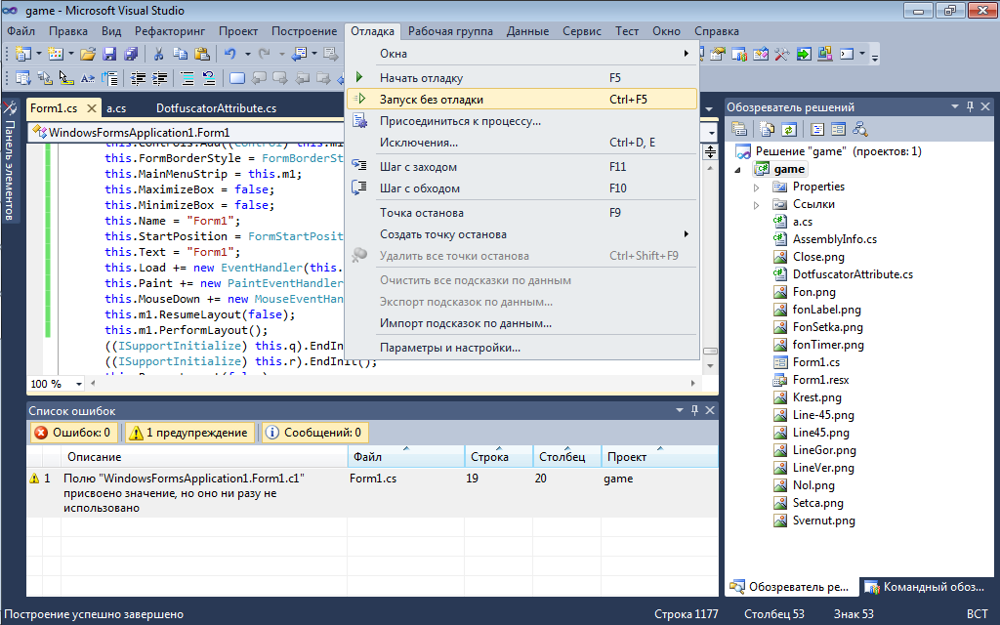 game - Microsoft Visual Studio
Файл Правка Вид Рефакторинг Проект Построение Отладка Рабочая группа Данные Сервис Тест Окно Справка
Окна
Начать отладку F5
Запуск без отладки Ctrl+F5
Присоединиться к процессу...
Исключения... Ctrl+D, E
Шаг с заходом F11
Шаг с обходом F10
Точка останова F9
Создать точку останова
Удалить все точки останова Ctrl+Shift+F9
Очистить все подсказки по данным
Экспорт подсказок по данным...
Импорт подсказок по данным...
Параметры и настройки...
Панель элементов
Form1.cs a.cs DotfuscatorAttribute.cs
WindowsFormsApplication1.Form1
this.FormBorderStyle = FormBorderSt
this.MainMenuStrip = this.m1;
this.MaximizeBox = false;
this.MinimizeBox = false;
this.Name = "Form1";
this.StartPosition = FormStartPosit
this.Text = "Form1";
this.Load += new EventHandler(this.
this.Paint += new PaintEventHandler
this.MouseDown += new MouseEventHan
this.m1.ResumeLayout(false);
this.m1.PerformLayout();
((ISupportInitialize) this.q).EndIn
((ISupportInitialize) this.r).EndInit();
100 %
Список ошибок
Ошибок: 0 1 предупреждение Сообщений: 0
Описание Файл Строка Столбец Проект
1 Полю "WindowsFormsApplication1.Form1.c1" Form1.cs 19 20 game
присвоено значение, но оно ни разу не
использовано
Обозреватель решений
Решение "game" (проектов: 1)
game
Properties
Ссылки
a.cs
AssemblyInfo.cs
Close.png
DotfuscatorAttribute.cs
Fon.png
fonLabel.png
FonSetka.png
fonTimer.png
Form1.cs
Form1.resx
Krest.png
Line-45.png
Line45.png
LineGor.png
LineVer.png
Nol.png
Setca.png
Svernut.png
Обозреватель ре... Командный обоз...
Построение успешно завершено Строка 1177 Столбец 53 Знак 53 ВСТ